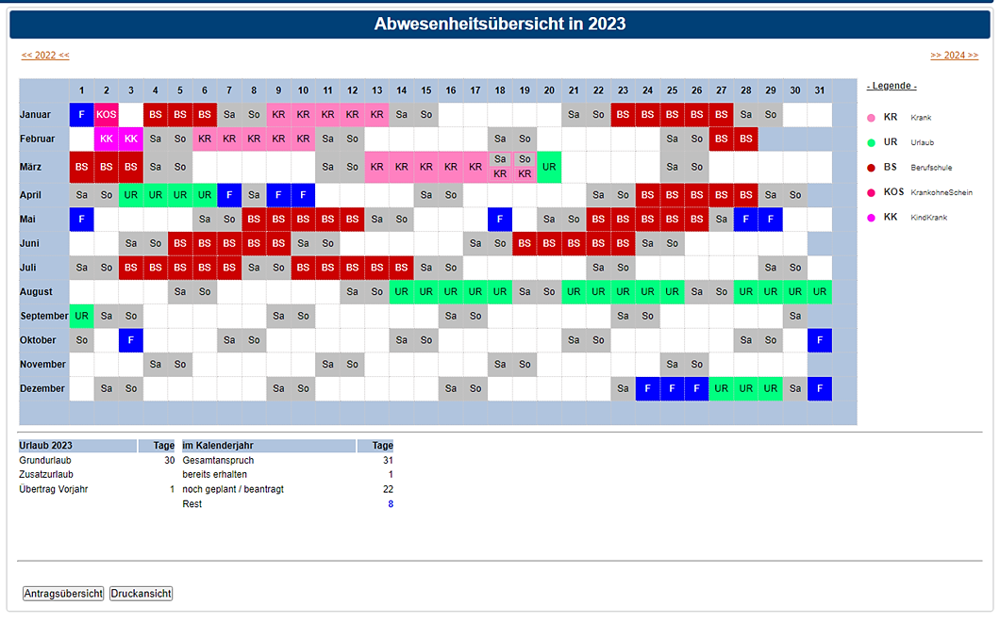 Abwesenheitsübersicht in 2023
<< 2022 <<
>> 2024 >>
1 2 3 4 5 6 7 8 9 10 11 12 13 14 15 16 17 18 19 20 21 22 23 24 25 26 27 28 29 30 31
Januar F KOS BS BS BS Sa So KR KR KR KR KR Sa So Sa So BS BS BS BS BS Sa So
Februar KK KK Sa So KR KR KR KR KR Sa So Sa So Sa So BS BS
März BS BS BS Sa So Sa So KR KR KR KR KR Sa So UR Sa So
KR KR
April Sa So UR UR UR UR F Sa F F Sa So Sa So BS BS BS BS BS Sa So
Mai F Sa So BS BS BS BS BS Sa So F Sa So BS BS BS BS BS Sa F F
Juni Sa So BS BS BS BS BS Sa So Sa So BS BS BS BS BS Sa So
Juli Sa So BS BS BS BS BS Sa So BS BS BS BS BS Sa So Sa So Sa So
August Sa So Sa So UR UR UR UR UR Sa So UR UR UR UR UR Sa So UR UR UR UR
September UR Sa So Sa So Sa So Sa So Sa
Oktober So F Sa So Sa So Sa So Sa So F
November Sa So Sa So Sa So Sa So
Dezember Sa So Sa So Sa So Sa F F F UR UR UR Sa F
- Legende -
KR Krank
UR Urlaub
BS Berufschule
KOS KrankohneSchein
KK KindKrank
Urlaub 2023 Tage im Kalenderjahr Tage
Grundurlaub 30 Gesamtanspruch 31
Zusatzurlaub bereits erhalten 1
Übertrag Vorjahr 1 noch geplant / beantragt 22
Rest 8
Antragsübersicht Druckansicht